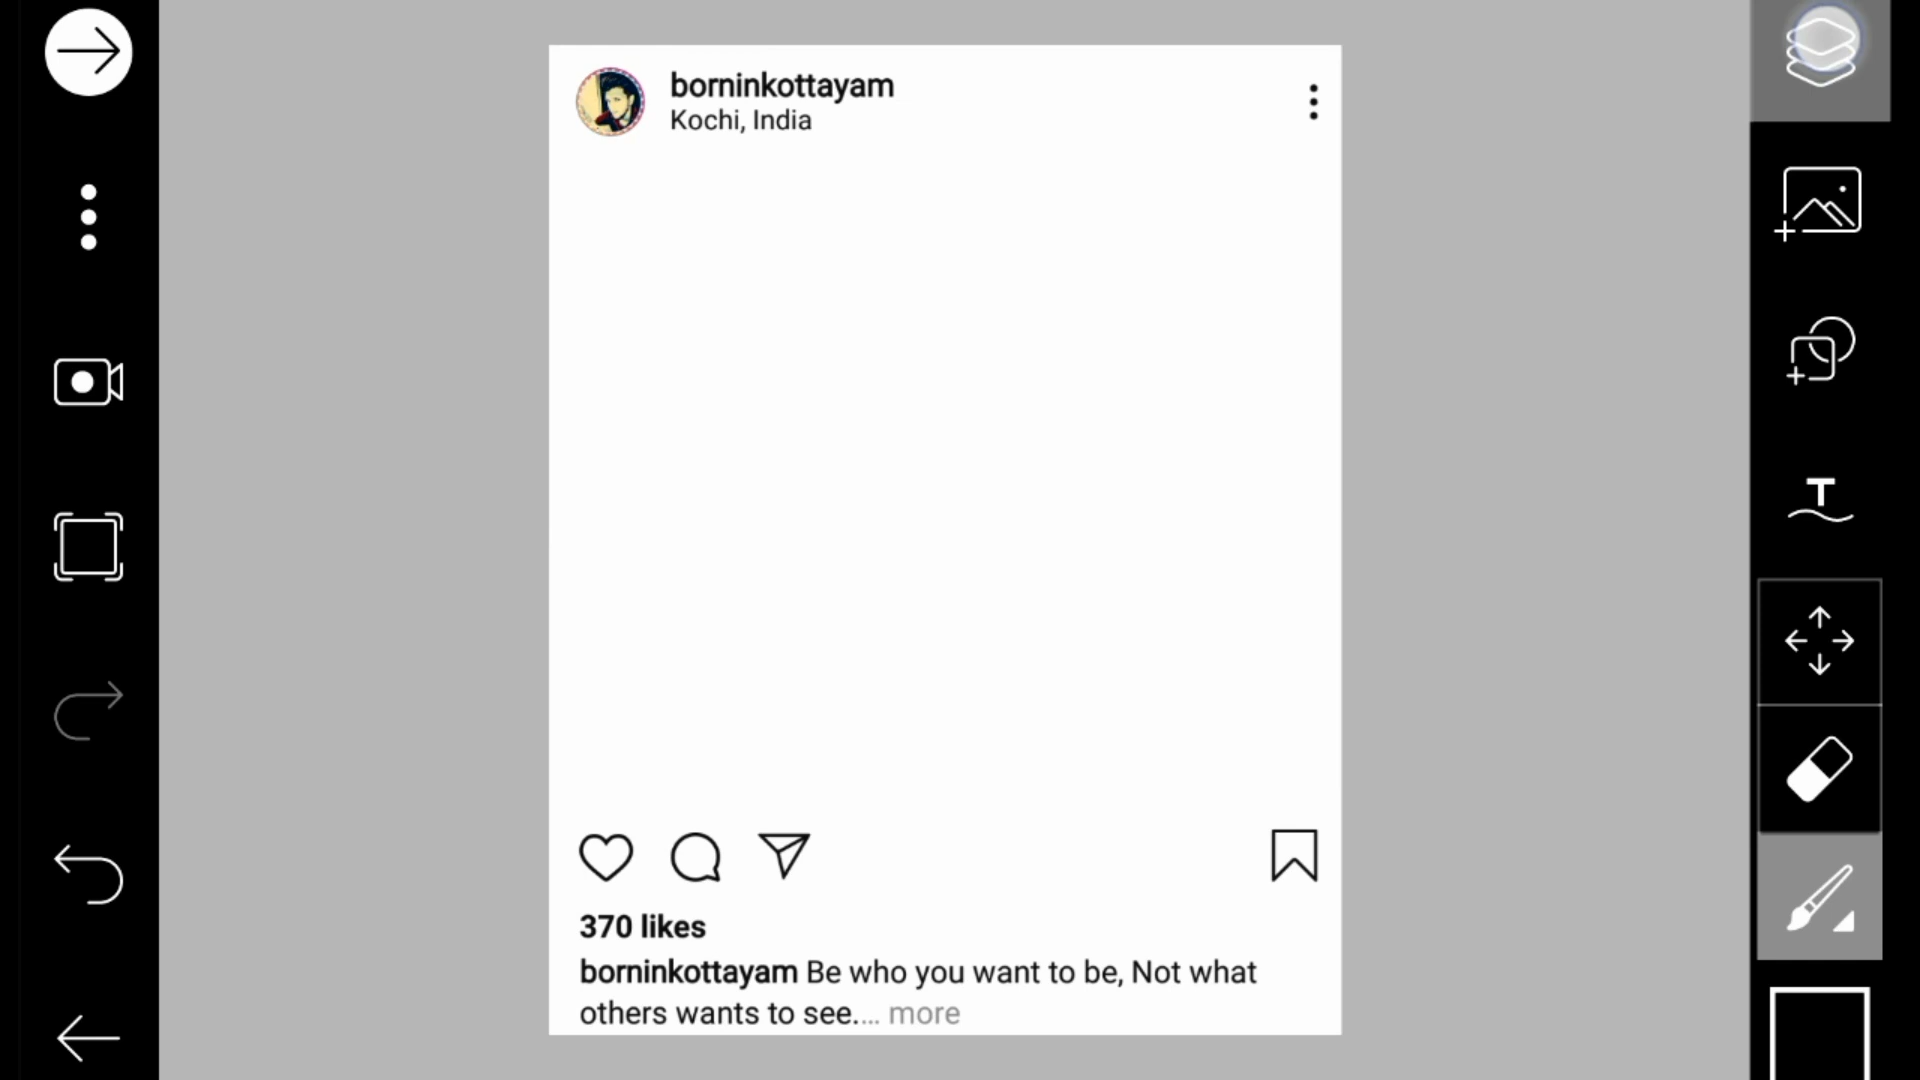 borninkottayam
Kochi, India
T
370 likes
borninkottayam Be who you want to be, Not what
others wants to see.... more